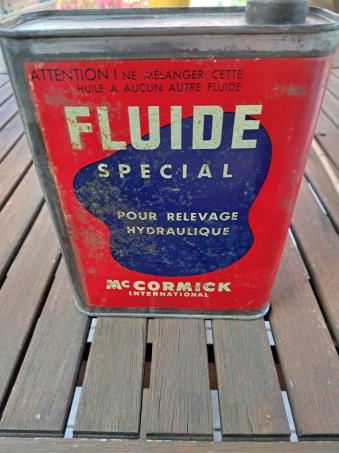 ATTENTION! NE MÉLANGER CETTE
HUILE A AUCUN AUTRE FLUIDE
FLUIDE
SPECIAL
POUR RELEVAGE
HYDRAULIQUE
McCORMICK
INTERNATIONAL